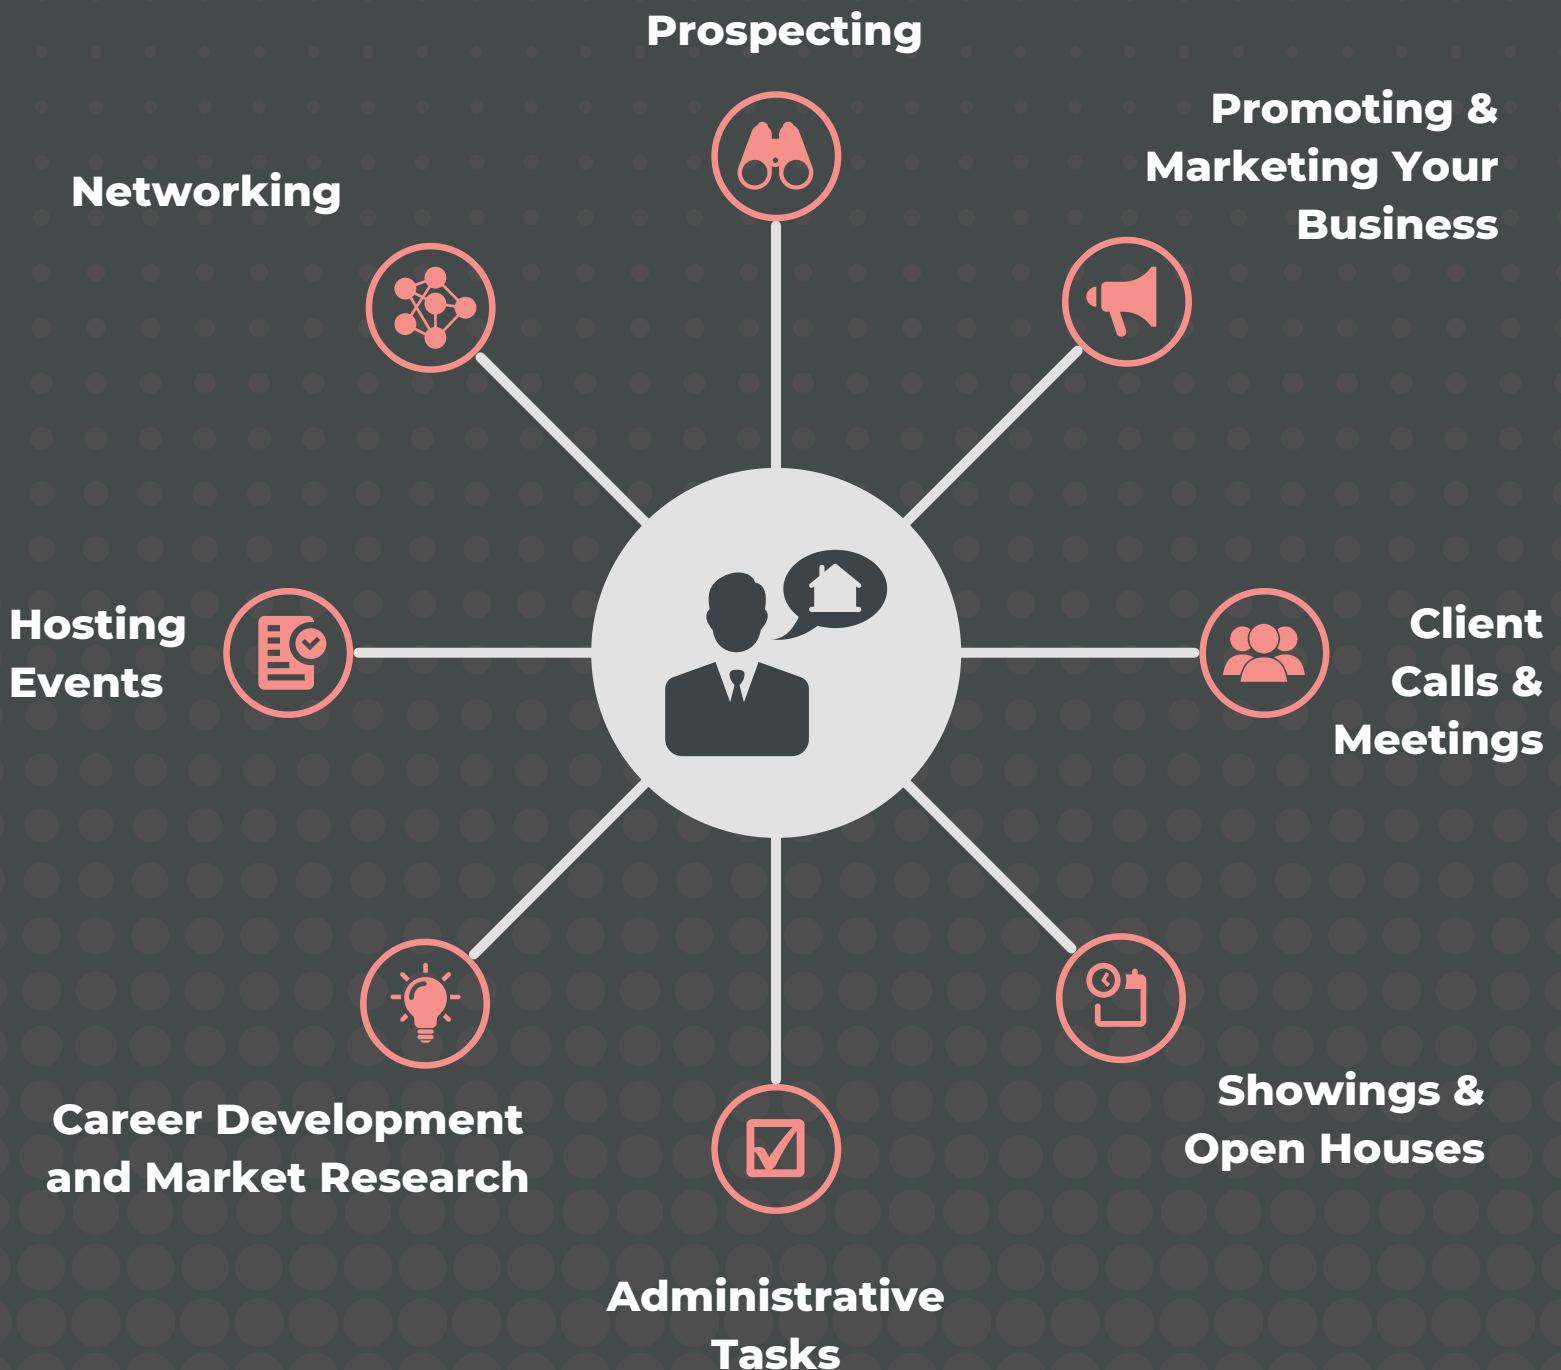 Prospecting
Promoting &
Marketing Your
Business
Networking
Hosting
Events
Client
Calls &
Meetings
Career Development
and Market Research
Showings &
Open Houses
Administrative
Tasks